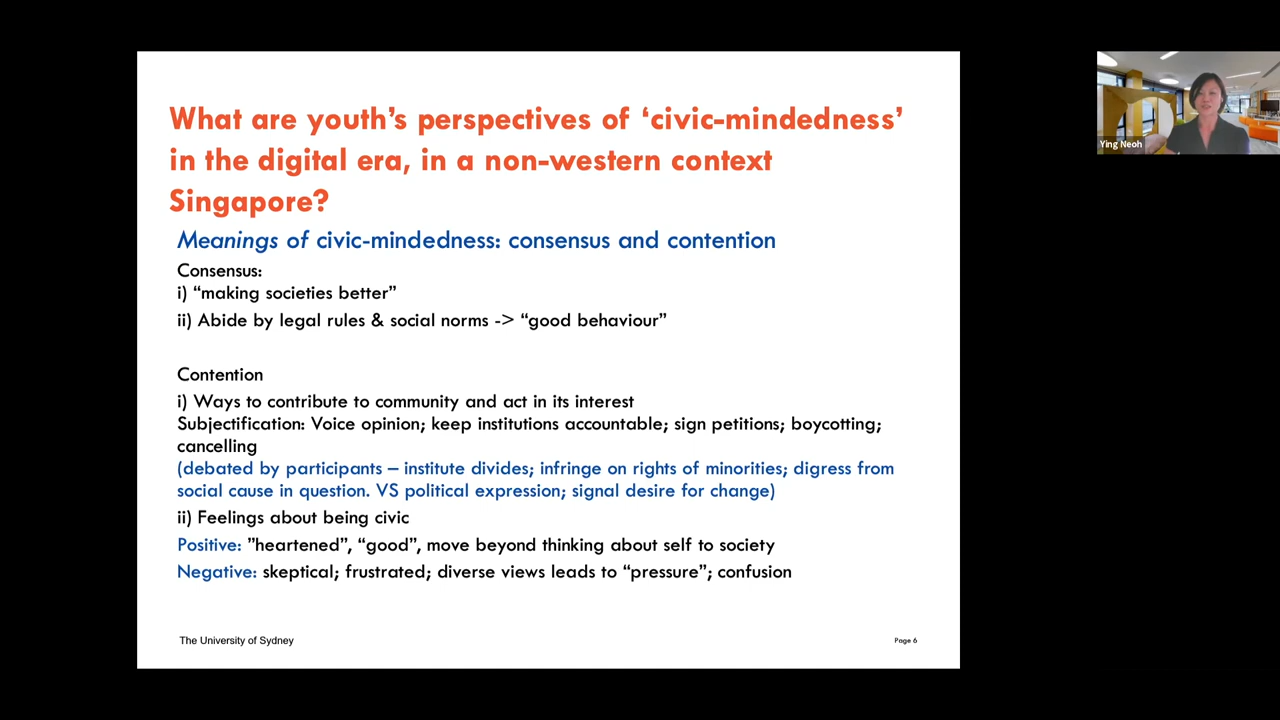 What are youth’s perspectives of ‘civic-mindedness’
in the digital era, in a non-western context
Singapore?
Meanings of civic-mindedness: consensus and contention
Consensus:
i) “making societies better”
ii) Abide by legal rules & social norms -> “good behaviour”
Contention
i) Ways to contribute to community and act in its interest
Subjectification: Voice opinion; keep institutions accountable; sign petitions; boycotting;
cancelling
(debated by participants – institute divides; infringe on rights of minorities; digress from
social cause in question. VS political expression; signal desire for change)
ii) Feelings about being civic
Positive: ”heartened”, “good”, move beyond thinking about self to society
Negative: skeptical; frustrated; diverse views leads to “pressure”; confusion
The University of Sydney
Page 6
Ying Neoh